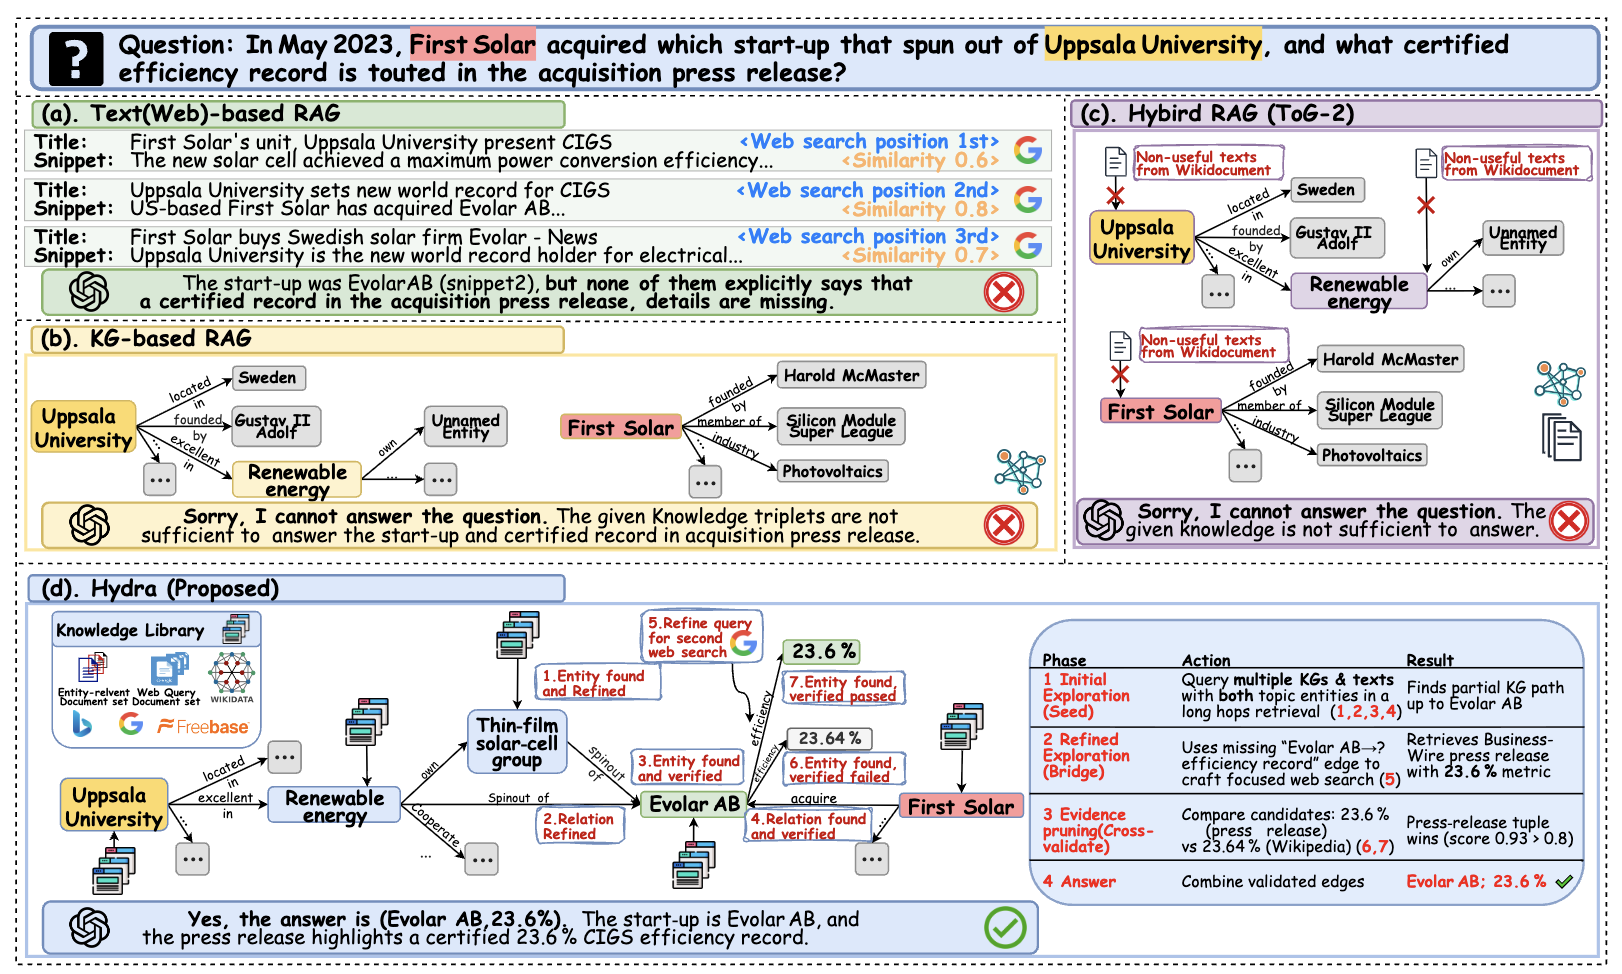 ?
Question: In May 2023, First Solar acquired which start-up that spun out of Uppsala University, and what certified
efficiency record is touted in the acquisition press release?
(a). Text(Web)-based RAG
Title: First Solar's unit, Uppsala University present CIGS <Web search position 1st>
Snippet: The new solar cell achieved a maximum power conversion efficiency... <Similarity 0.6>
Title: Uppsala University sets new world record for CIGS <Web search position 2nd>
Snippet: US-based First Solar has acquired Evolar AB... <Similarity 0.8>
Title: First Solar buys Swedish solar firm Evolar - News <Web search position 3rd>
Snippet: Uppsala University is the new world record holder for electrical... <Similarity 0.7>
The start-up was EvolarAB (snippet2), but none of them explicitly says that
a certified record in the acquisition press release, details are missing.
(b). KG-based RAG
Uppsala
University
located
in
Sweden
founded
by
Gustav II
Adolf
excellent
in
...
...
Renewable
energy
own
Unnamed
Entity
...
...
First Solar
founded
by
Harold McMaster
member of
Silicon Module
Super League
industry
Photovoltaics
...
...
Sorry, I cannot answer the question. The given Knowledge triplets are not
sufficient to answer the start-up and certified record in acquisition press release.
(c). Hybird RAG (ToG-2)
Non-useful texts
from Wikidocument
Non-useful texts
from Wikidocument
Uppsala
University
located
in
Sweden
founded
by
Gustav II
Adolf
excellent
in
...
...
Renewable
energy
own
Unnamed
Entity
...
...
Non-useful texts
from Wikidocument
First Solar
founded
by
Harold McMaster
member of
Silicon Module
Super League
industry
Photovoltaics
...
...
Sorry, I cannot answer the question. The
given knowledge is not sufficient to answer.
(d). Hydra (Proposed)
Knowledge Library
Entity-relvent
Document set
Web Query
Document set
WIKIDATA
Freebase
Uppsala
University
located
in
...
excellent
in
...
...
Renewable
energy
own
Thin-film
solar-cell
group
1.Entity found
and Refined
Spinout of
2.Relation
Refined
Cooperate
...
...
spinout
of
3.Entity found
and verified
Evolar AB
5.Refine query
for second
web search
efficiency
23.6 %
7.Entity found,
verified passed
efficiency
23.64 %
6.Entity found,
verified failed
acquire
4.Relation found
and verified
First Solar
...
...
Phase Action Result
1 Initial
Exploration
(Seed)
Query multiple KGs & texts
with both topic entities in a
long hops retrieval (1,2,3,4)
Finds partial KG path
up to Evolar AB
2 Refined
Exploration
(Bridge)
Uses missing “Evolar AB→?
efficiency record” edge to
craft focused web search (5)
Retrieves Business-
Wire press release
with 23.6 % metric
3 Evidence
pruning(Cross-
validate)
Compare candidates: 23.6 %
(press release)
vs 23.64 % (Wikipedia) (6,7)
Press-release tuple
wins (score 0.93 > 0.8)
4 Answer
Combine validated edges
Evolar AB; 23.6 %
Yes, the answer is (Evolar AB,23.6%). The start-up is Evolar AB, and
the press release highlights a certified 23.6 % CIGS efficiency record.